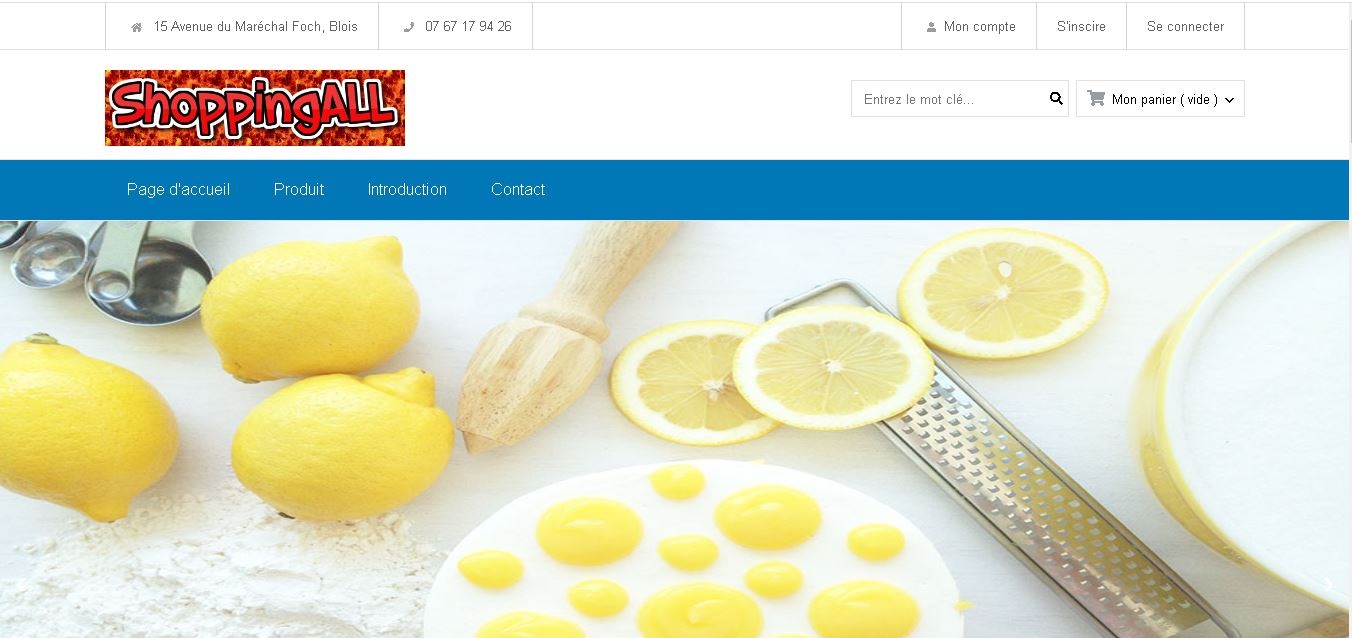 15 Avenue du Maréchal Foch, Blois
07 67 17 94 26
Mon compte
S'inscire
Se connecter
ShoppingALL
Entrez le mot clé...
Mon panier ( vide )
Page d'accueil
Produit
Introduction
Contact